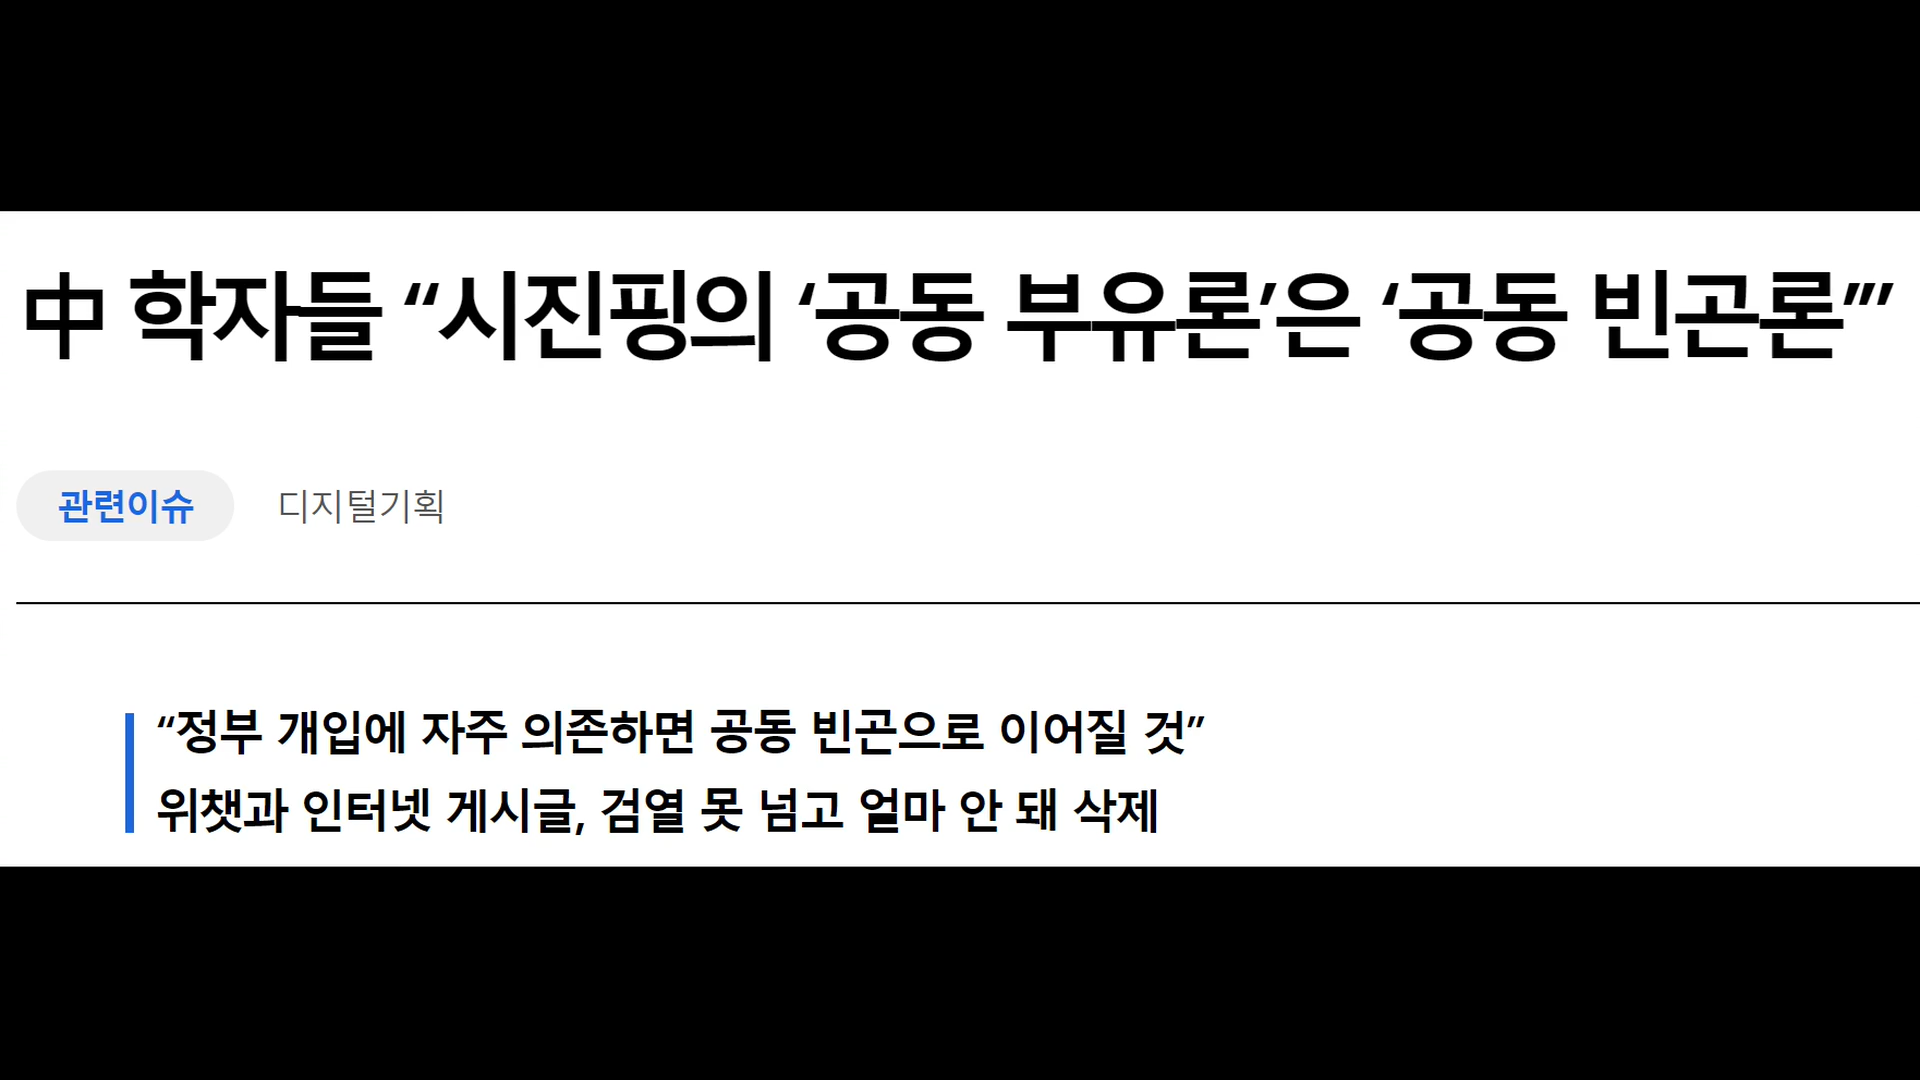 中 학자들 “시진핑의 ‘공동 부유론’은 ‘공동 빈곤론’”
관련이슈 디지털기획
“정부 개입에 자주 의존하면 공동 빈곤으로 이어질 것”
위챗과 인터넷 게시글, 검열 못 넘고 얼마 안 돼 삭제